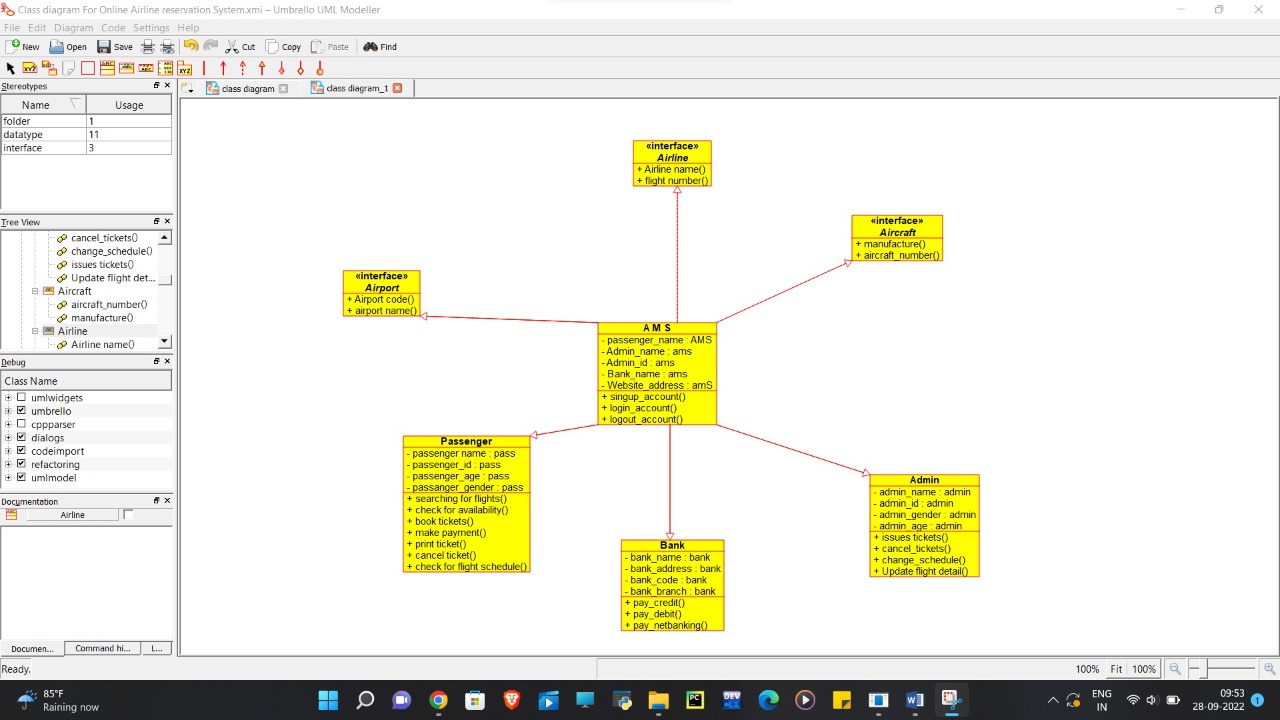 Class diagram For Online Airline reservation System.xmi – Umbrello UML Modeller
File Edit Diagram Code Settings Help
New Open Save Cut Copy Paste Find
Stereotypes
Name Usage
folder 1
datatype 11
interface 3
Tree View
cancel_tickets()
change_schedule()
issues tickets()
Update flight det...
Aircraft
aircraft_number()
manufacture()
Airline
Airline name()
Debug
Class Name
umlwidgets
umbrello
cppparser
dialogs
codeimport
refactoring
umlmodel
Documentation
Airline
Documen... Command hi... L...
class diagram class diagram_1
«interface»
Airline
+ Airline name()
+ flight number()
«interface»
Aircraft
+ manufacture()
+ aircraft_number()
«interface»
Airport
+ Airport code()
+ airport name()
A M S
- passenger_name : AMS
- Admin_name : ams
- Admin_id : ams
- Bank_name : ams
- Website_address : amS
+ singup_account()
+ login_account()
+ logout_account()
Passenger
- passenger name : pass
- passenger_id : pass
- passenger_age : pass
- passanger_gender : pass
+ searching for flights()
+ check for availability()
+ book tickets()
+ make payment()
+ print ticket()
+ cancel ticket()
+ check for flight schedule()
Bank
- bank_name : bank
- bank_address : bank
- bank_code : bank
- bank_branch : bank
+ pay_credit()
+ pay_debit()
+ pay_netbanking()
Admin
- admin_name : admin
- admin_id : admin
- admin_gender : admin
- admin_age : admin
+ issues tickets()
+ cancel_tickets()
+ change_schedule()
+ Update flight detail()
Ready. 100% Fit 100%
85°F
Raining now
ENG
IN
09:53
28-09-2022
1